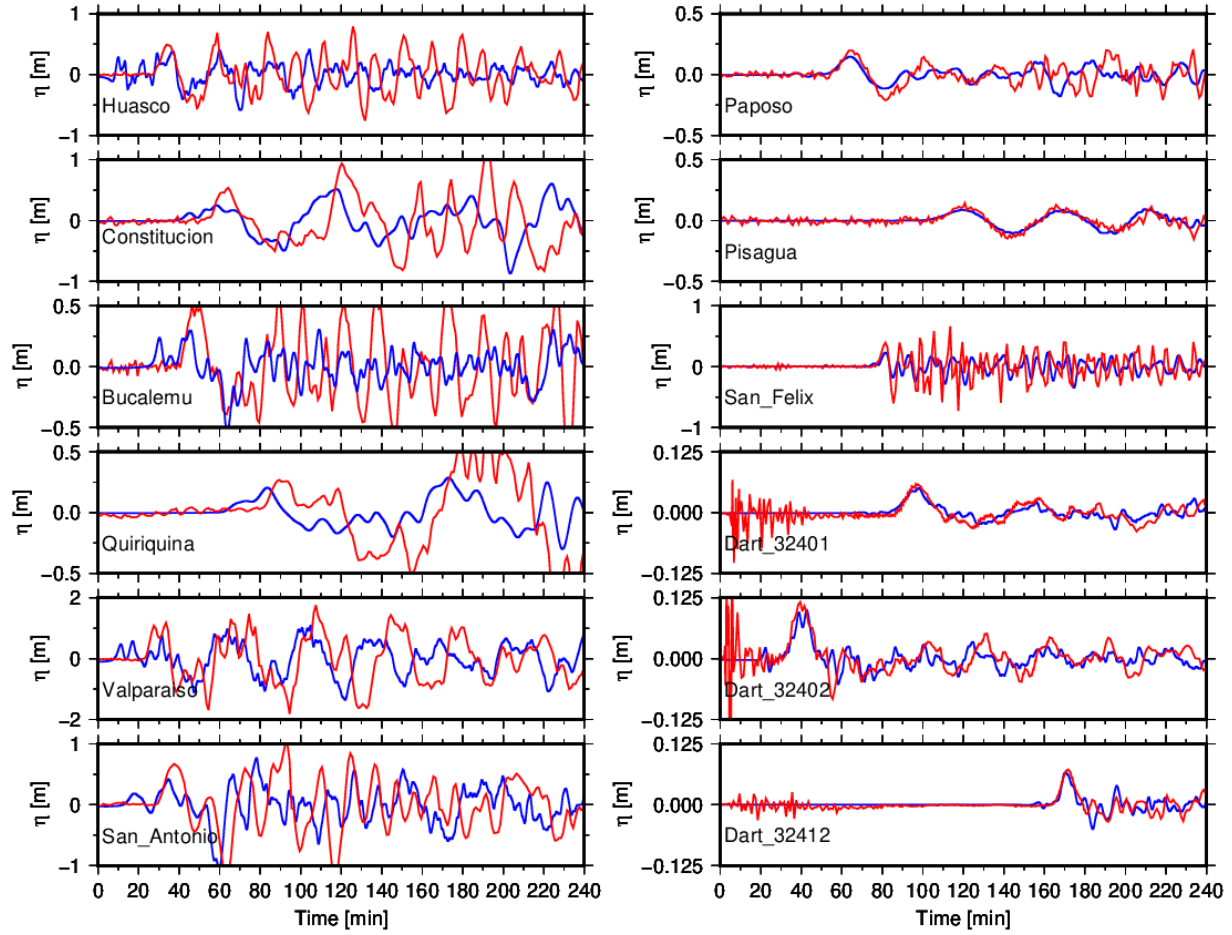 1
0
−1
η [m]
Huasco
1
0
−1
η [m]
Constitucion
0.5
0.0
−0.5
η [m]
Bucalemu
0.5
0.0
−0.5
η [m]
Quiriquina
2
0
−2
η [m]
Valparaiso
1
0
−1
η [m]
San_Antonio
0 20 40 60 80 100 120 140 160 180 200 220 240
Time [min]
0.5
0.0
−0.5
η [m]
Paposo
0.5
0.0
−0.5
η [m]
Pisagua
1
0
−1
η [m]
San_Felix
0.125
0.000
−0.125
η [m]
Dart_32401
0.125
0.000
−0.125
η [m]
Dart_32402
0.125
0.000
−0.125
η [m]
Dart_32412
0 20 40 60 80 100 120 140 160 180 200 220 240
Time [min]